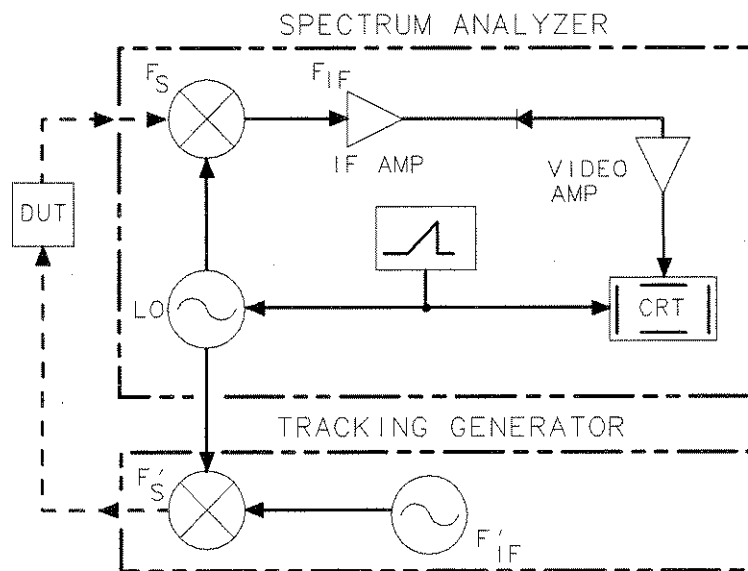 SPECTRUM ANALYZER
F_S
F_IF
IF AMP
VIDEO
AMP
DUT
LO
CRT
TRACKING GENERATOR
F'_S
F'_IF